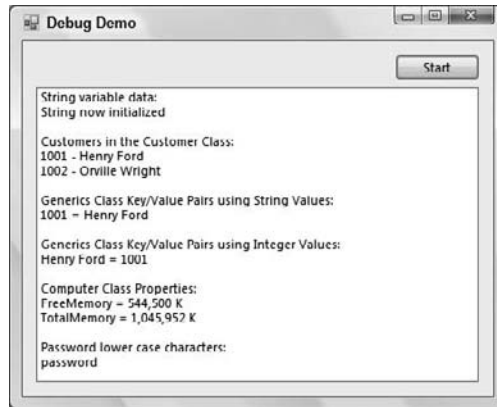 Debug Demo
Start
String variable data:
String now initialized
Customers in the Customer Class:
1001 - Henry Ford
1002 - Orville Wright
Generics Class Key/Value Pairs using String Values:
1001 = Henry Ford
Generics Class Key/Value Pairs using Integer Values:
Henry Ford = 1001
Computer Class Properties:
FreeMemory = 544,500 K
TotalMemory = 1,045,952 K
Password lower case characters:
password